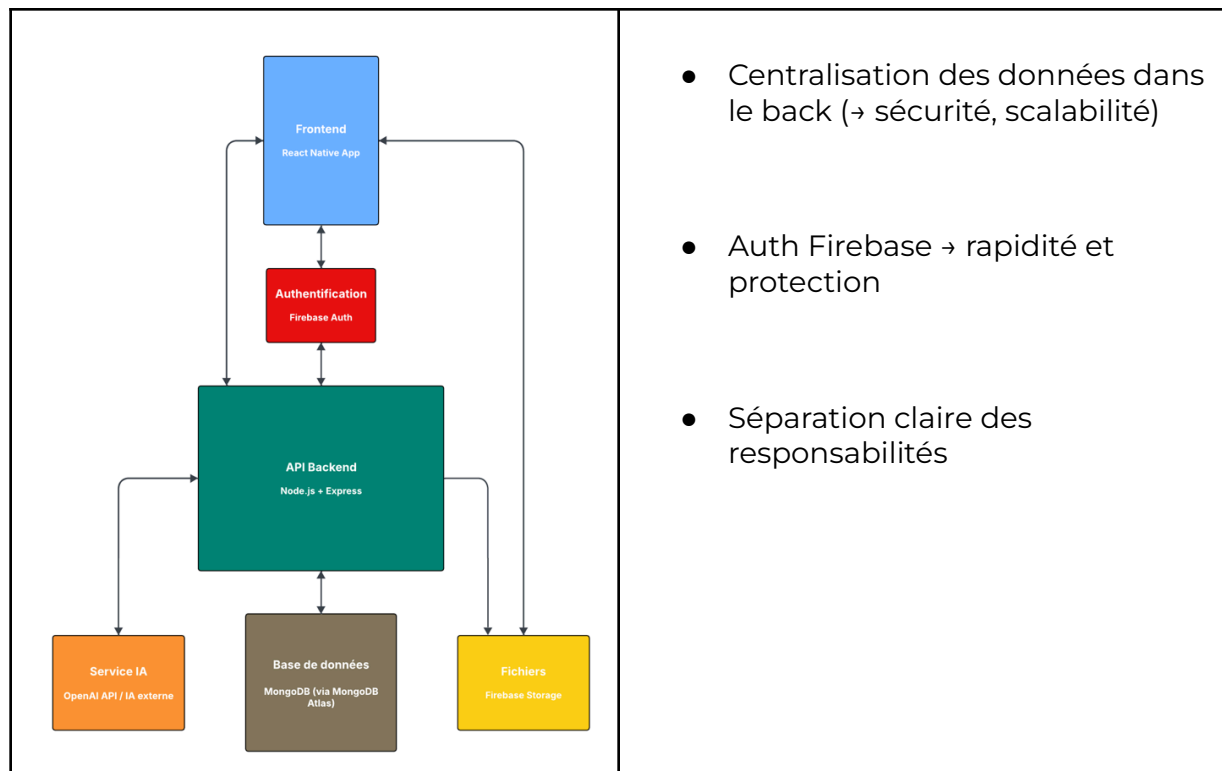 Frontend
React Native App
Authentification
Firebase Auth
API Backend
Node.js + Express
Service IA
OpenAI API / IA externe
Base de données
MongoDB (via MongoDB
Atlas)
Fichiers
Firebase Storage
● Centralisation des données dans
le back (→ sécurité, scalabilité)
● Auth Firebase → rapidité et
protection
● Séparation claire des
responsabilités